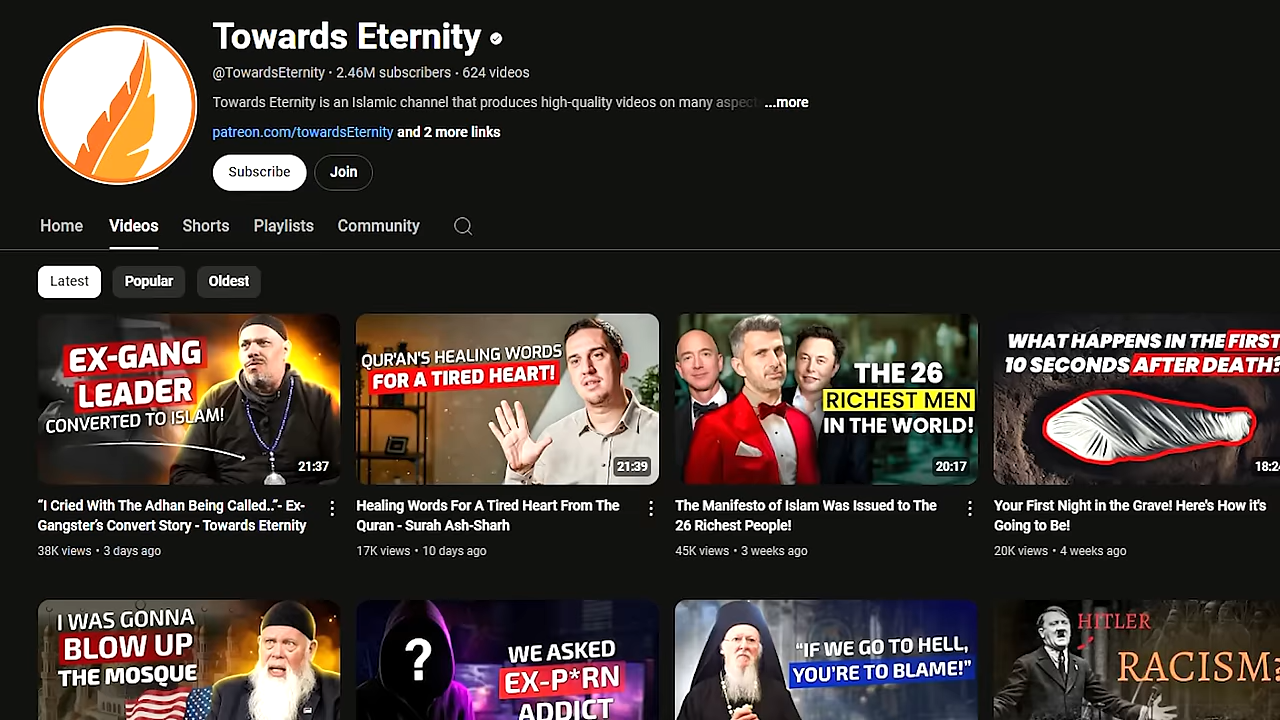 Towards Eternity
@TowardsEternity · 2.46M subscribers · 624 videos
Towards Eternity is an Islamic channel that produces high-quality videos on many aspect ...more
patreon.com/towardsEternity and 2 more links
Subscribe
Join
Home
Videos
Shorts
Playlists
Community
Latest
Popular
Oldest
EX-GANG
LEADER
CONVERTED TO ISLAM!
21:37
“I Cried With The Adhan Being Called..”- Ex-
Gangster's Convert Story - Towards Eternity
38K views • 3 days ago
QUR'AN'S HEALING WORDS
FOR A TIRED HEART!
21:39
Healing Words For A Tired Heart From The
Quran - Surah Ash-Sharh
17K views • 10 days ago
THE 26
RICHEST MEN
IN THE WORLD!
20:17
The Manifesto of Islam Was Issued to The
26 Richest People!
45K views • 3 weeks ago
WHAT HAPPENS IN THE FIRST
10 SECONDS AFTER DEATH?
18:24
Your First Night in the Grave! Here's How it's
Going to Be!
20K views • 4 weeks ago
I WAS GONNA
BLOW UP
THE MOSQUE
?
WE ASKED
EX-P*RN
ADDICT
“IF WE GO TO HELL,
YOU'RE TO BLAME!”
HITLER
RACISM